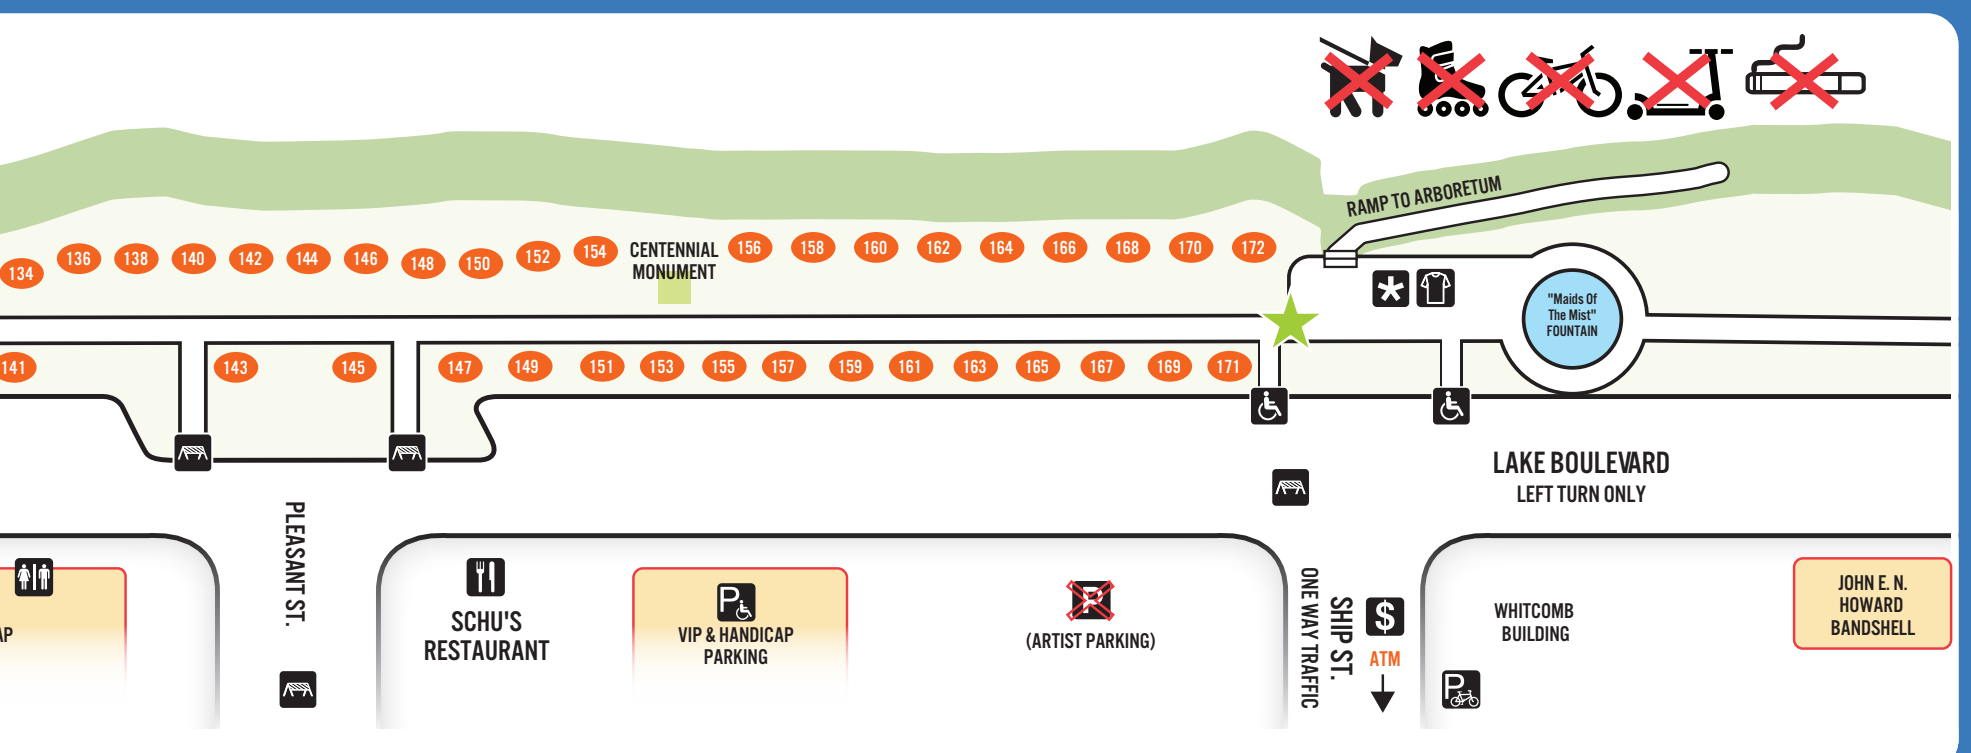 RAMP TO ARBORETUM
136 138 140 142 144 146 148 150 152 154
134
CENTENNIAL
MONUMENT
156 158 160 162 164 166 168 170 172
"Maids Of
The Mist"
FOUNTAIN
141 143 145 147 149 151 153 155 157 159 161 163 165 167 169 171
LAKE BOULEVARD
LEFT TURN ONLY
PLEASANT ST.
AP
SCHU'S
RESTAURANT
P
VIP & HANDICAP
PARKING
P
(ARTIST PARKING)
ONE WAY TRAFFIC
SHIP ST.
$
ATM
WHITCOMB
BUILDING
P
JOHN E. N.
HOWARD
BANDSHELL